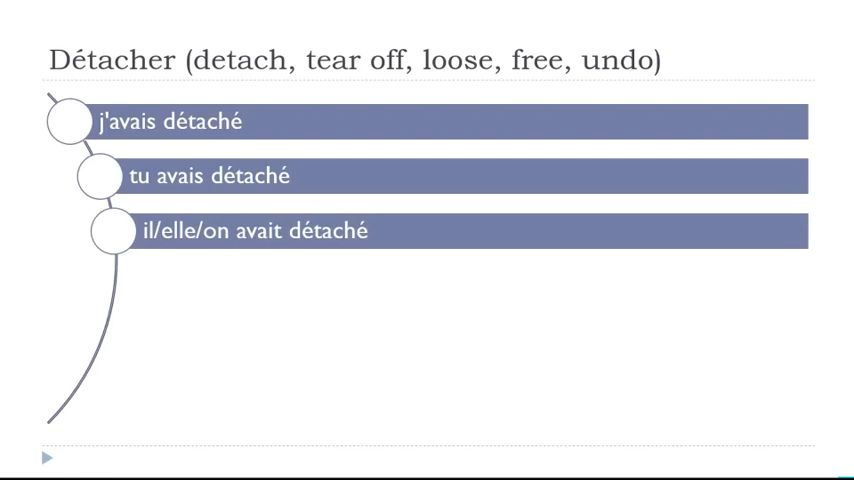 Détacher (detach, tear off, loose, free, undo)
j'avais détaché
tu avais détaché
il/elle/on avait détaché